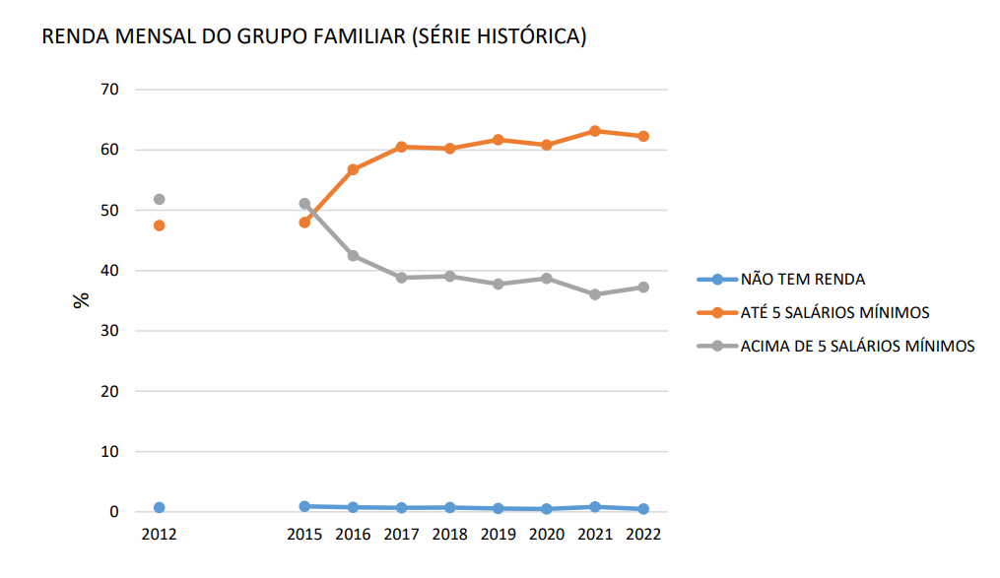 RENDA MENSAL DO GRUPO FAMILIAR (SÉRIE HISTÓRICA)
70
60
50
40
30
20
10
0
%
2012 2015 2016 2017 2018 2019 2020 2021 2022
NÃO TEM RENDA
ATÉ 5 SALÁRIOS MÍNIMOS
ACIMA DE 5 SALÁRIOS MÍNIMOS